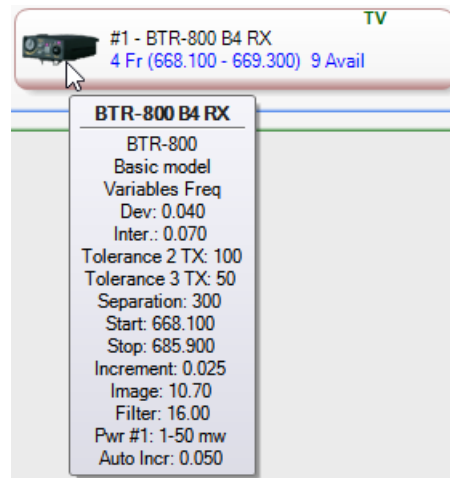 TV
#1 - BTR-800 B4 RX
4 Fr (668.100 - 669.300) 9 Avail
BTR-800 B4 RX
BTR-800
Basic model
Variables Freq
Dev: 0.040
Inter.: 0.070
Tolerance 2 TX: 100
Tolerance 3 TX: 50
Separation: 300
Start: 668.100
Stop: 685.900
Increment: 0.025
Image: 10.70
Filter: 16.00
Pwr #1: 1-50 mw
Auto Incr: 0.050